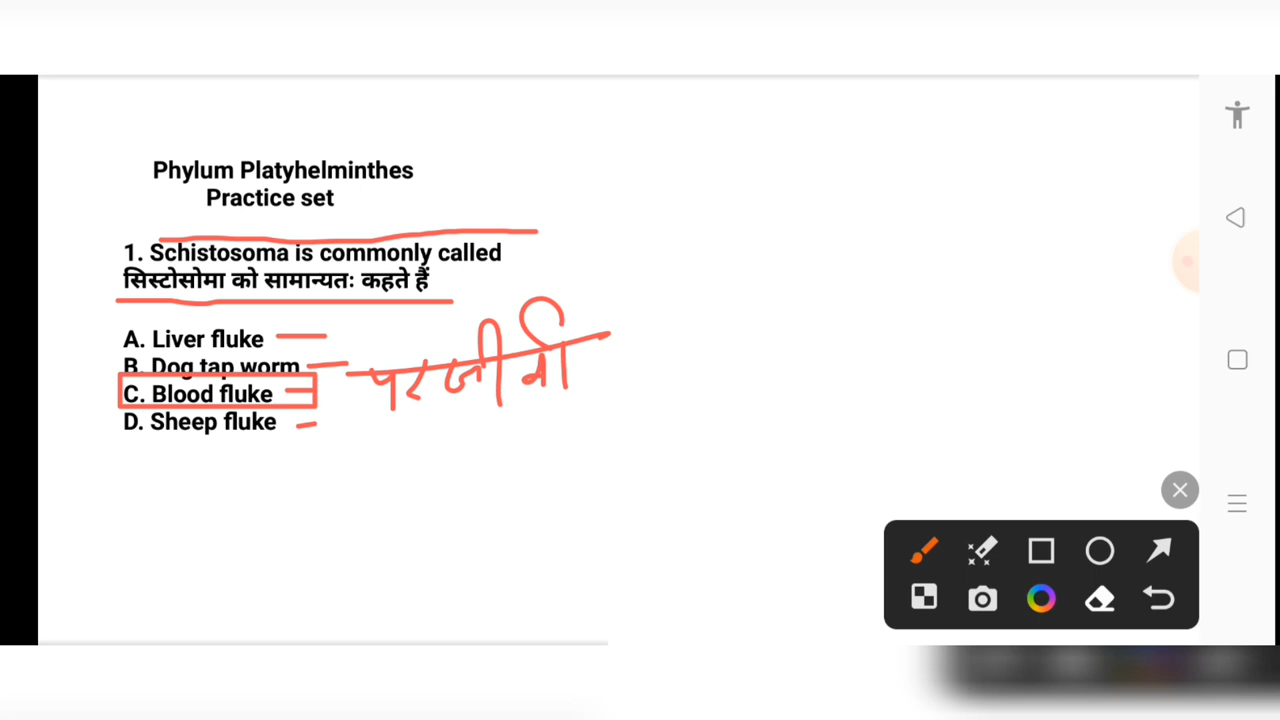 Phylum Platyhelminthes
Practice set
1. Schistosoma is commonly called
सिस्टोसोमा को सामान्यतः कहते हैं
A. Liver fluke
B. Dog tap worm
C. Blood fluke
D. Sheep fluke
परजीवी